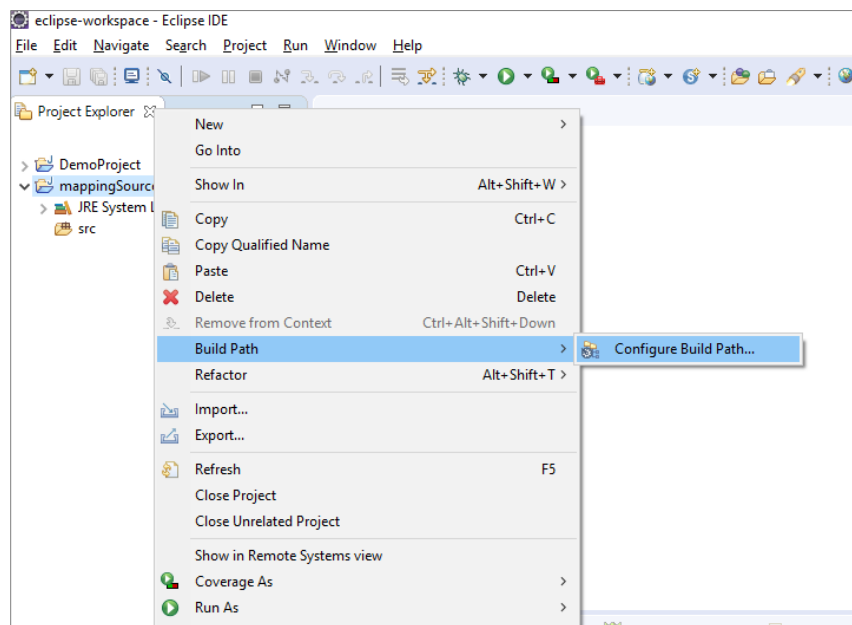 eclipse-workspace - Eclipse IDE
File Edit Navigate Search Project Run Window Help
Project Explorer
New
Go Into
DemoProject
Show In Alt+Shift+W
mappingSource
JRE System L
src
Copy Ctrl+C
Copy Qualified Name
Paste Ctrl+V
Delete Delete
Remove from Context Ctrl+Alt+Shift+Down
Build Path Configure Build Path...
Refactor Alt+Shift+T
Import...
Export...
Refresh F5
Close Project
Close Unrelated Project
Show in Remote Systems view
Coverage As
Run As